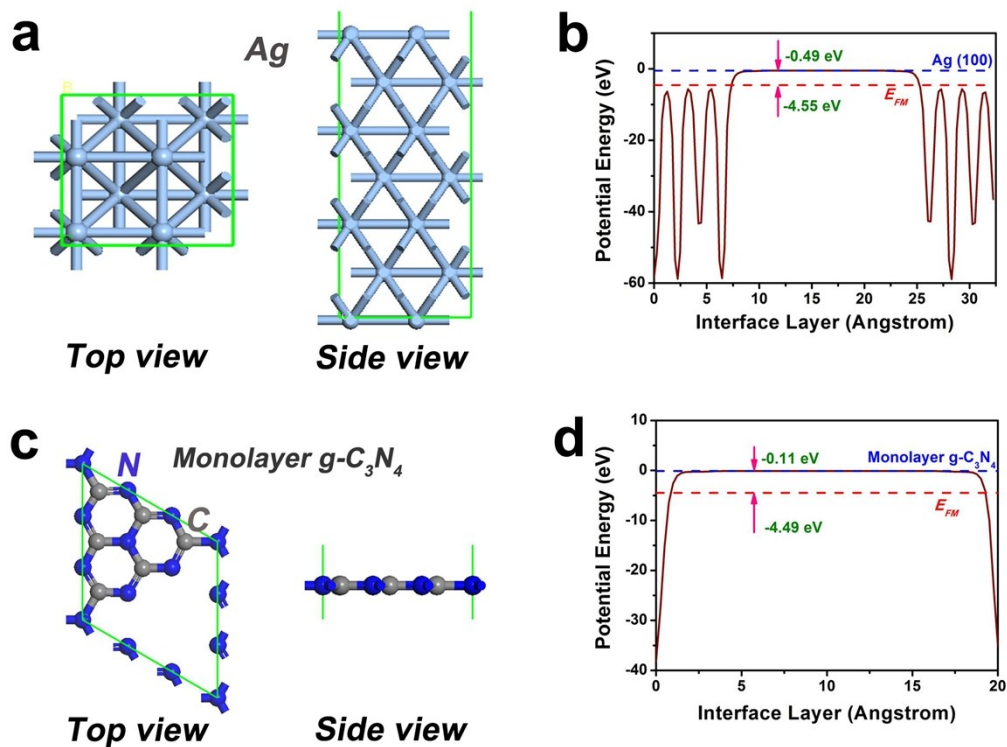 a
Ag
Top view
Side view
b
Potential Energy (eV)
0
-20
-40
-60
-0.49 eV
Ag (100)
E_FM
-4.55 eV
0 5 10 15 20 25 30
Interface Layer (Angstrom)
c
N
Monolayer g-C₃N₄
C
Top view
Side view
d
Potential Energy (eV)
10
0
-10
-20
-30
-40
-0.11 eV
Monolayer g-C₃N₄
E_FM
-4.49 eV
0 5 10 15 20
Interface Layer (Angstrom)